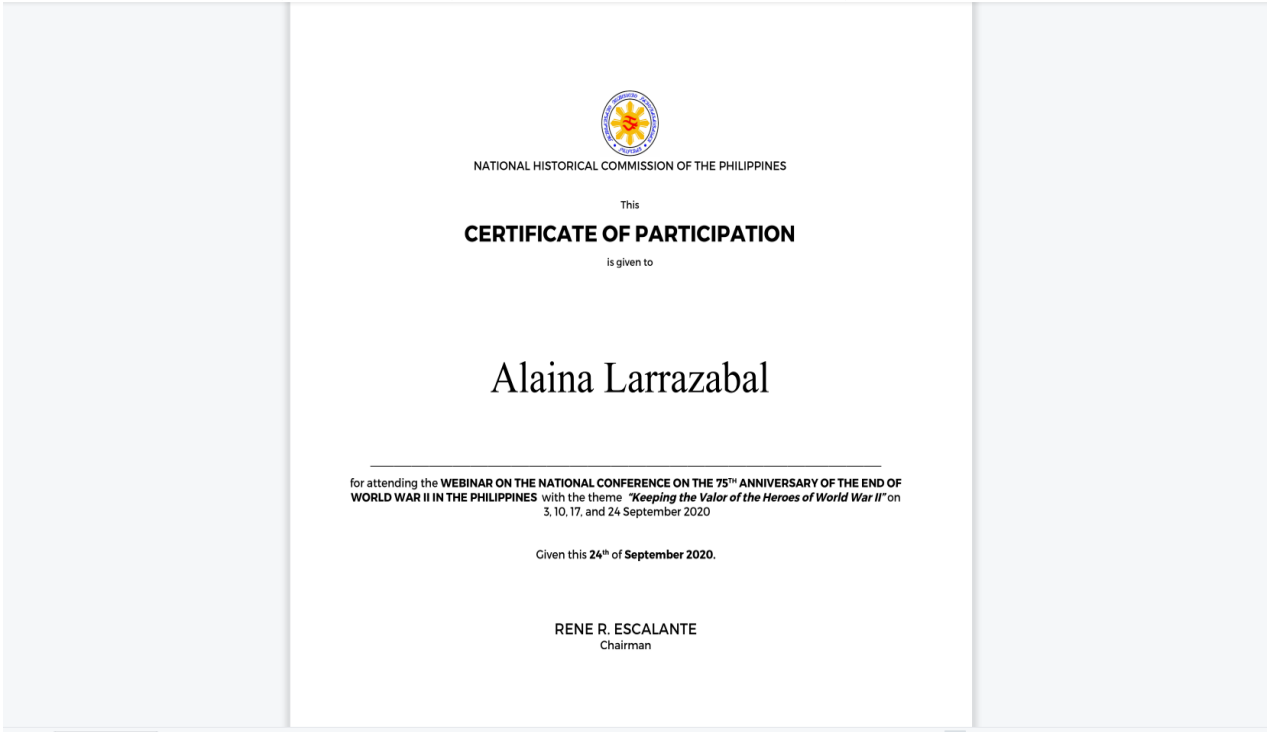 NATIONAL HISTORICAL COMMISSION OF THE PHILIPPINES
This
CERTIFICATE OF PARTICIPATION
is given to
Alaina Larrazabal
for attending the WEBINAR ON THE NATIONAL CONFERENCE ON THE 75TH ANNIVERSARY OF THE END OF
WORLD WAR II IN THE PHILIPPINES with the theme "Keeping the Valor of the Heroes of World War II" on
3, 10, 17, and 24 September 2020
Given this 24th of September 2020.
RENE R. ESCALANTE
Chairman